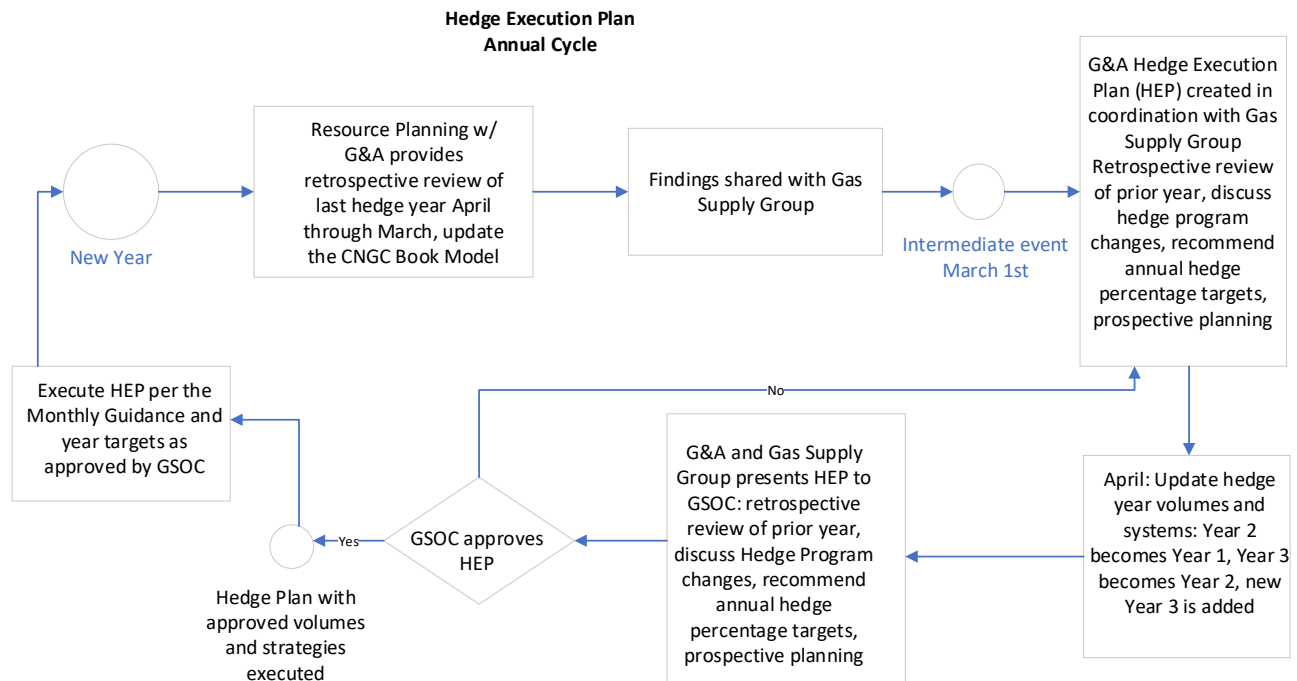 Hedge Execution Plan
Annual Cycle
New Year
Resource Planning w/
G&A provides
retrospective review of
last hedge year April
through March, update
the CNGC Book Model
Findings shared with Gas
Supply Group
Intermediate event
March 1st
G&A Hedge Execution
Plan (HEP) created in
coordination with Gas
Supply Group
Retrospective review
of prior year, discuss
hedge program
changes, recommend
annual hedge
percentage targets,
prospective planning
April: Update hedge
year volumes and
systems: Year 2
becomes Year 1, Year 3
becomes Year 2, new
Year 3 is added
G&A and Gas Supply
Group presents HEP to
GSOC: retrospective
review of prior year,
discuss Hedge Program
changes, recommend
annual hedge
percentage targets,
prospective planning
GSOC approves
HEP
No
Yes
Hedge Plan with
approved volumes
and strategies
executed
Execute HEP per the
Monthly Guidance and
year targets as
approved by GSOC